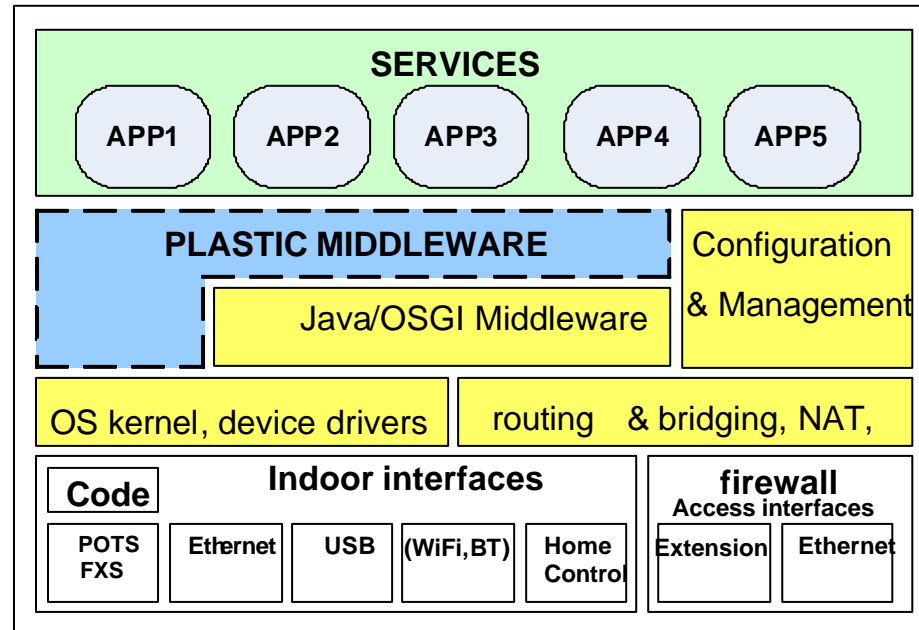 SERVICES
APP1 APP2 APP3 APP4 APP5
PLASTIC MIDDLEWARE
Configuration
& Management
Java/OSGI Middleware
OS kernel, device drivers
routing & bridging, NAT,
Indoor interfaces
Code
POTS
FXS
Ethernet
USB
(WiFi,BT)
Home
Control
firewall
Access interfaces
Extension
Ethernet